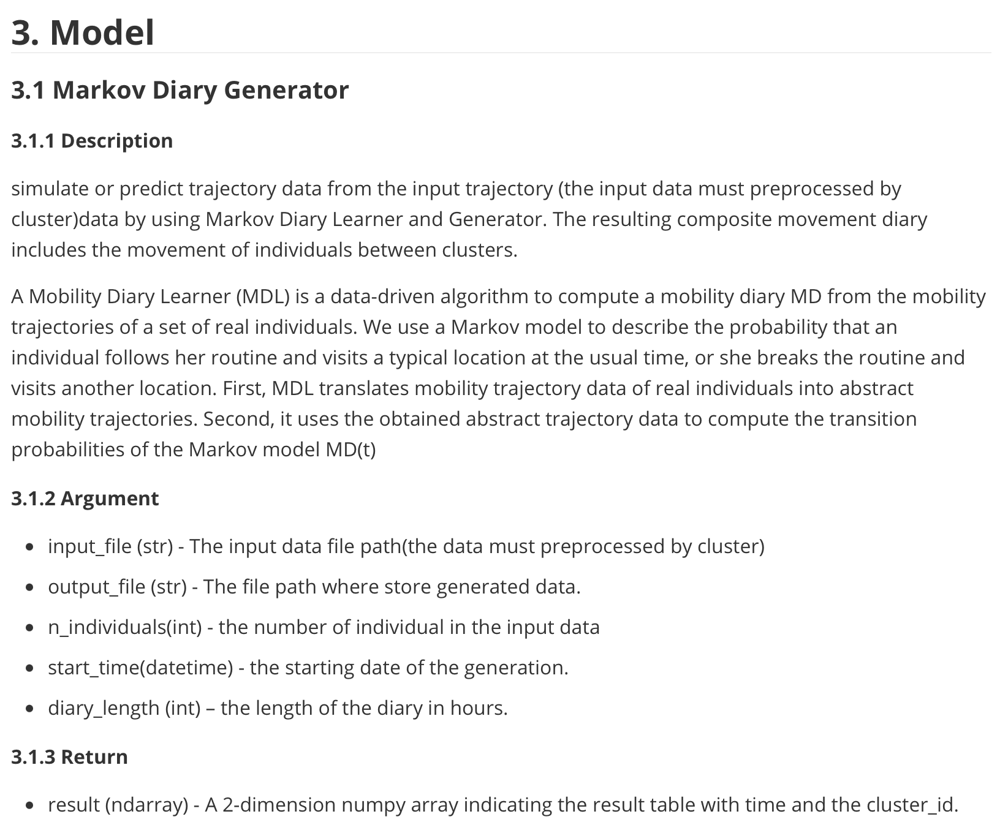 3. Model
3.1 Markov Diary Generator
3.1.1 Description
simulate or predict trajectory data from the input trajectory (the input data must preprocessed by
cluster)data by using Markov Diary Learner and Generator. The resulting composite movement diary
includes the movement of individuals between clusters.
A Mobility Diary Learner (MDL) is a data-driven algorithm to compute a mobility diary MD from the mobility
trajectories of a set of real individuals. We use a Markov model to describe the probability that an
individual follows her routine and visits a typical location at the usual time, or she breaks the routine and
visits another location. First, MDL translates mobility trajectory data of real individuals into abstract
mobility trajectories. Second, it uses the obtained abstract trajectory data to compute the transition
probabilities of the Markov model MD(t)
3.1.2 Argument
• input_file (str) - The input data file path(the data must preprocessed by cluster)
• output_file (str) - The file path where store generated data.
• n_individuals(int) - the number of individual in the input data
• start_time(datetime) - the starting date of the generation.
• diary_length (int) – the length of the diary in hours.
3.1.3 Return
• result (ndarray) - A 2-dimension numpy array indicating the result table with time and the cluster_id.